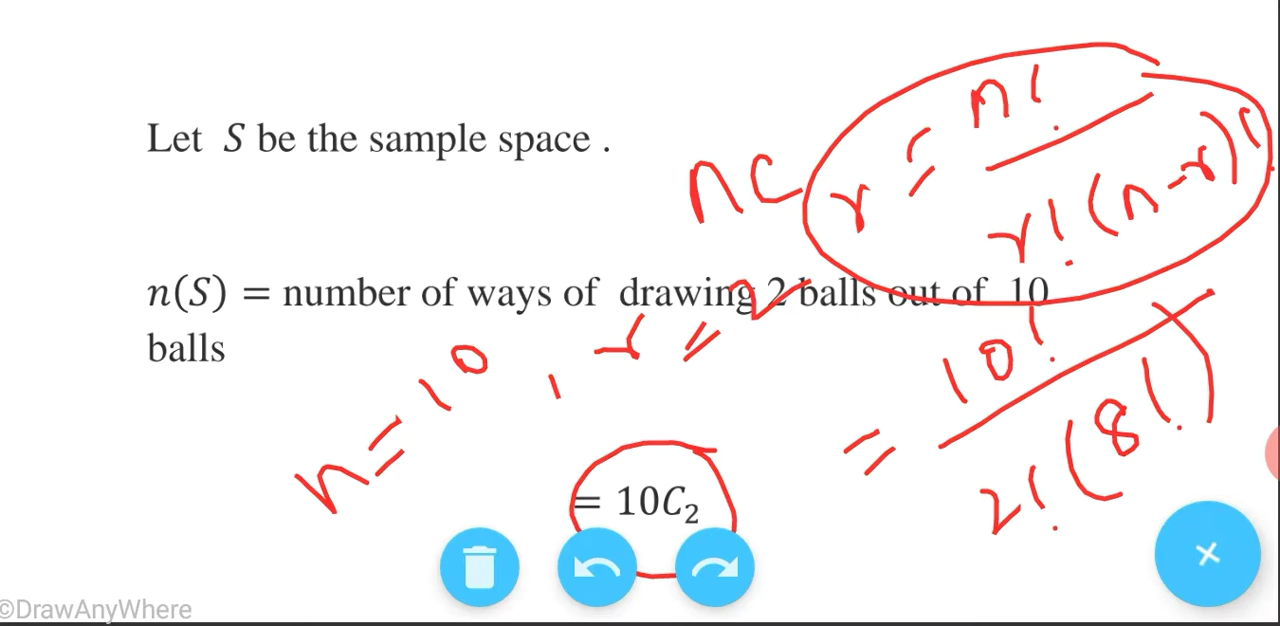 Let S be the sample space .
nCr = n! / r!(n-r)!
n(S) = number of ways of drawing 2 balls out of 10
balls
n=10 , r = 2
= 10! / 2!(8!)
= 10C₂
©DrawAnyWhere